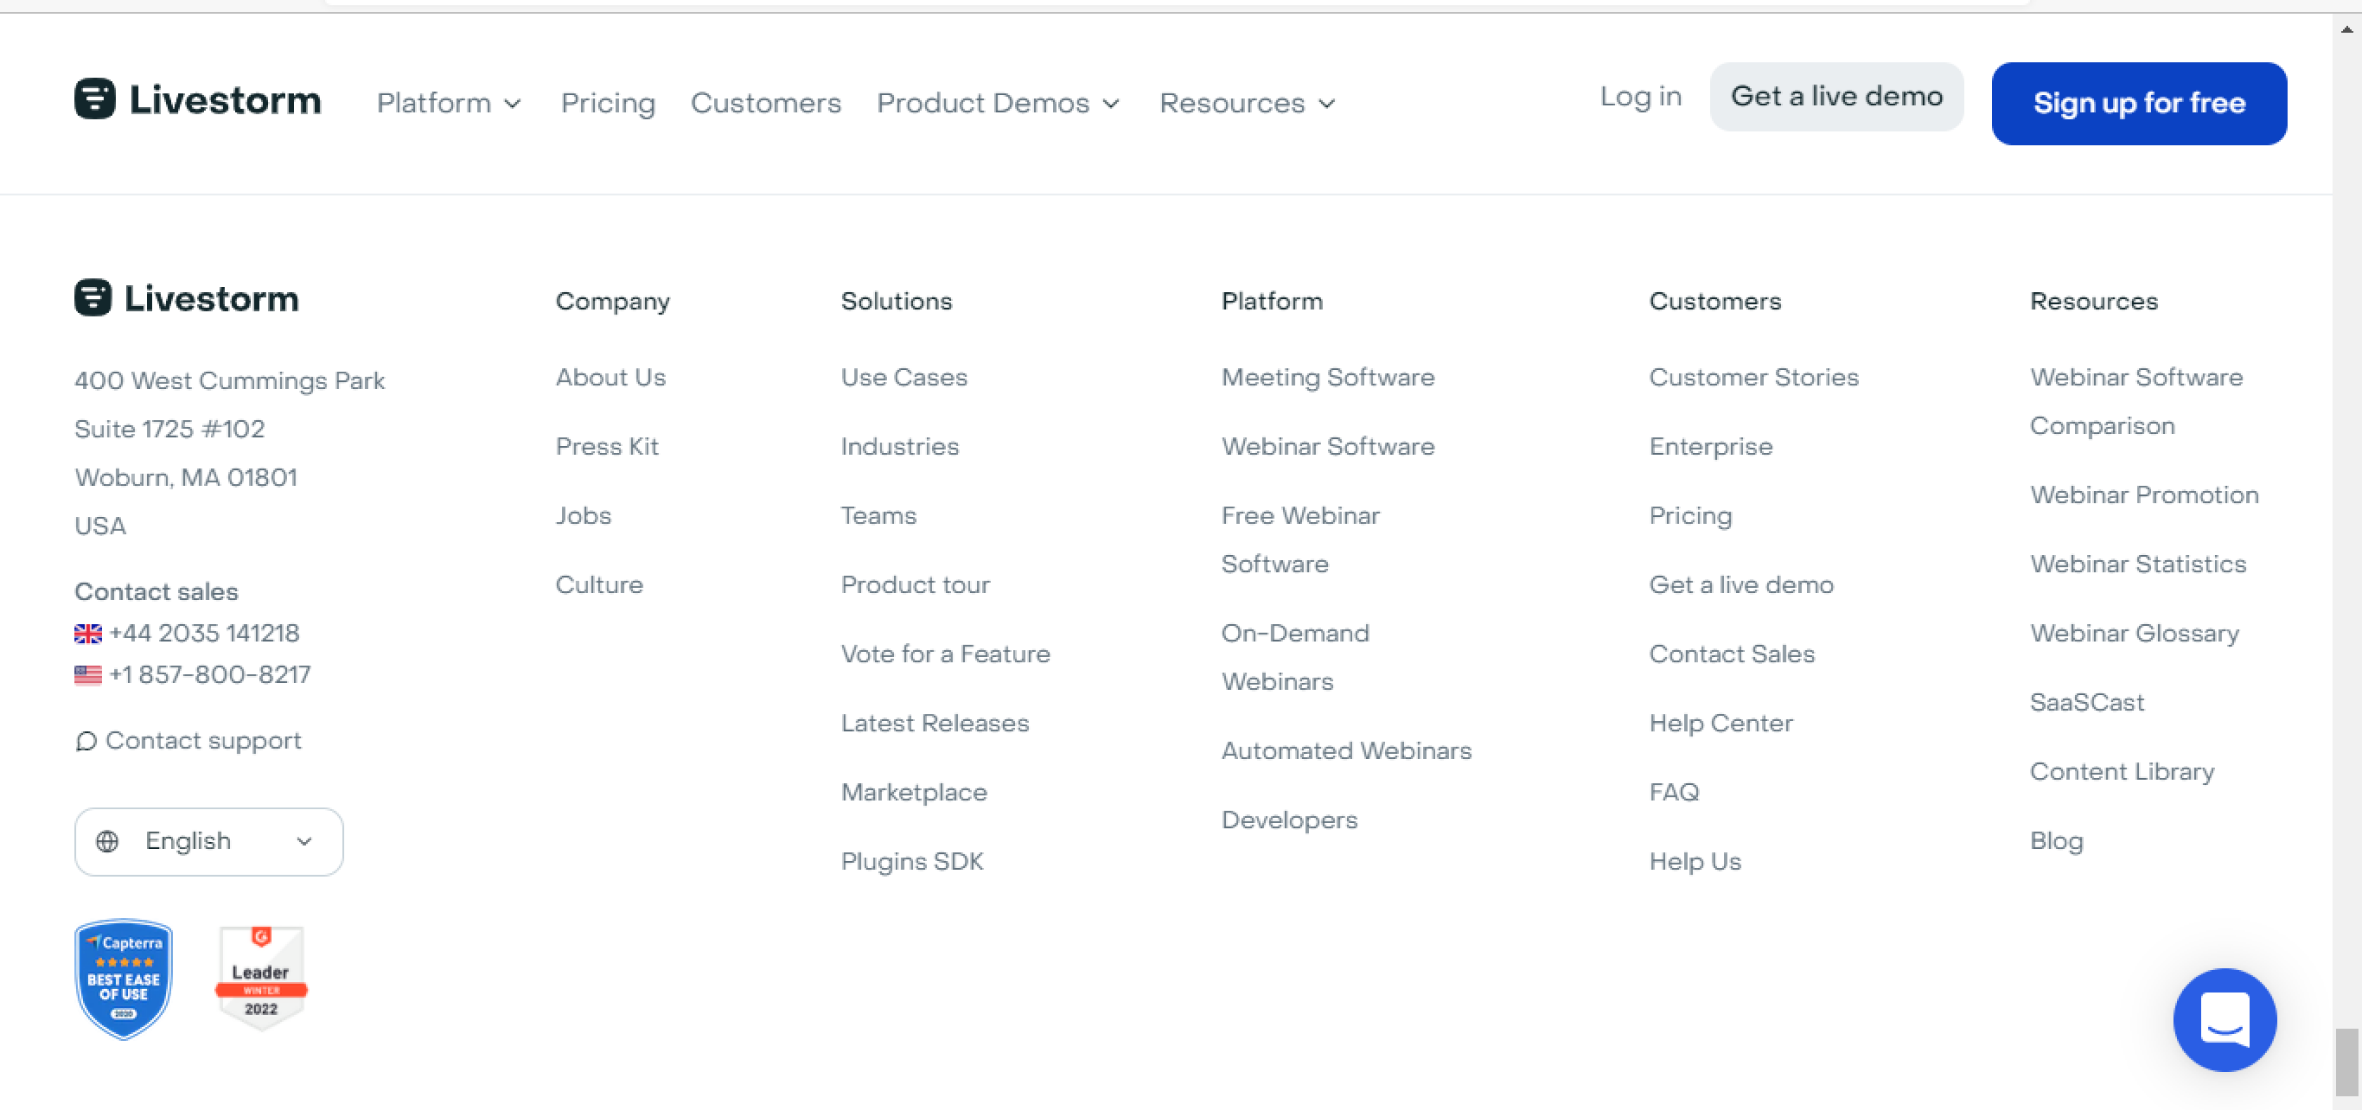 Livestorm
Platform
Pricing
Customers
Product Demos
Resources
Log in
Get a live demo
Sign up for free
Livestorm
400 West Cummings Park
Suite 1725 #102
Woburn, MA 01801
USA
Contact sales
+44 2035 141218
+1 857-800-8217
Contact support
English
Capterra
BEST EASE
OF USE
2020
G
Leader
WINTER
2022
Company
About Us
Press Kit
Jobs
Culture
Solutions
Use Cases
Industries
Teams
Product tour
Vote for a Feature
Latest Releases
Marketplace
Plugins SDK
Platform
Meeting Software
Webinar Software
Free Webinar
Software
On-Demand
Webinars
Automated Webinars
Developers
Customers
Customer Stories
Enterprise
Pricing
Get a live demo
Contact Sales
Help Center
FAQ
Help Us
Resources
Webinar Software
Comparison
Webinar Promotion
Webinar Statistics
Webinar Glossary
SaaSCast
Content Library
Blog